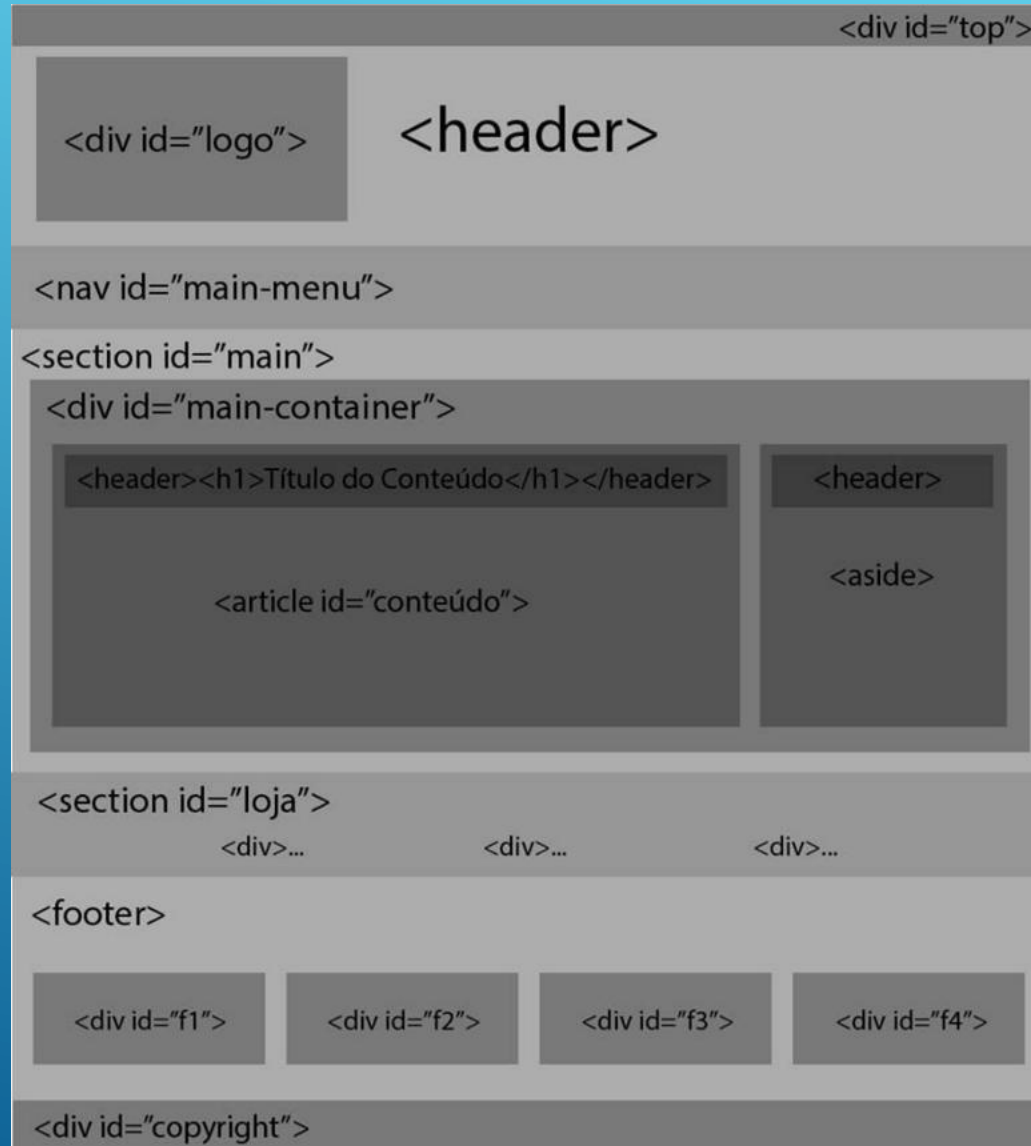 <div id="top">
<div id="logo">
<header>
<nav id="main-menu">
<section id="main">
<div id="main-container">
<header><h1>Título do Conteúdo</h1></header>
<header>
<article id="conteúdo">
<aside>
<section id="loja">
<div>... <div>... <div>...
<footer>
<div id="f1"> <div id="f2"> <div id="f3"> <div id="f4">
<div id="copyright">